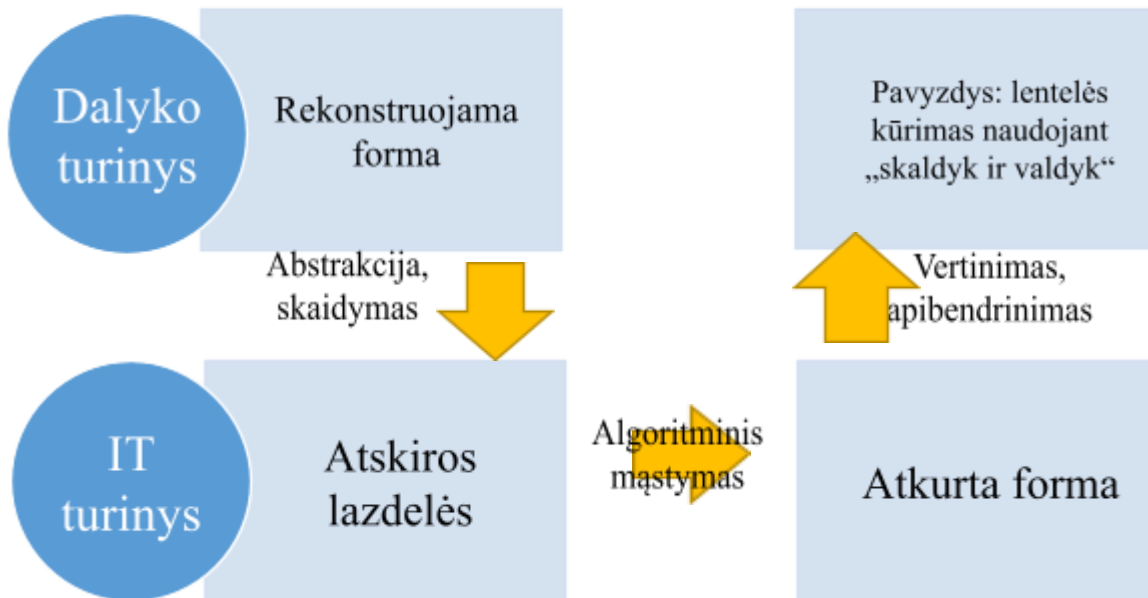 Dalyko
turinys
Rekonstruojama
forma
Pavyzdys: lentelės
kūrimas naudojant
„skaldyk ir valdyk“
Abstrakcija,
skaidymas
Vertinimas,
apibendrinimas
IT
turinys
Atskiros
lazdelės
Algoritminis
mąstymas
Atkurta forma